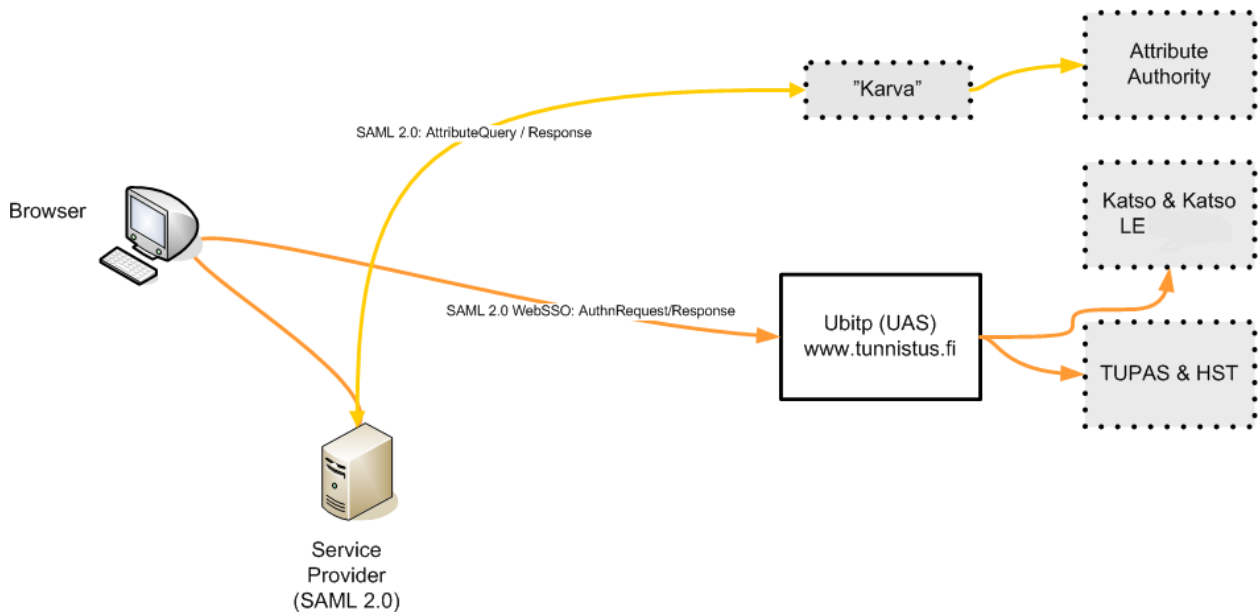 Attribute
Authority
"Karva"
SAML 2.0: AttributeQuery / Response
Katso & Katso
LE
Browser
SAML 2.0 WebSSO: AuthnRequest/Response
Ubitp (UAS)
www.tunnistus.fi
TUPAS & HST
Service
Provider
(SAML 2.0)